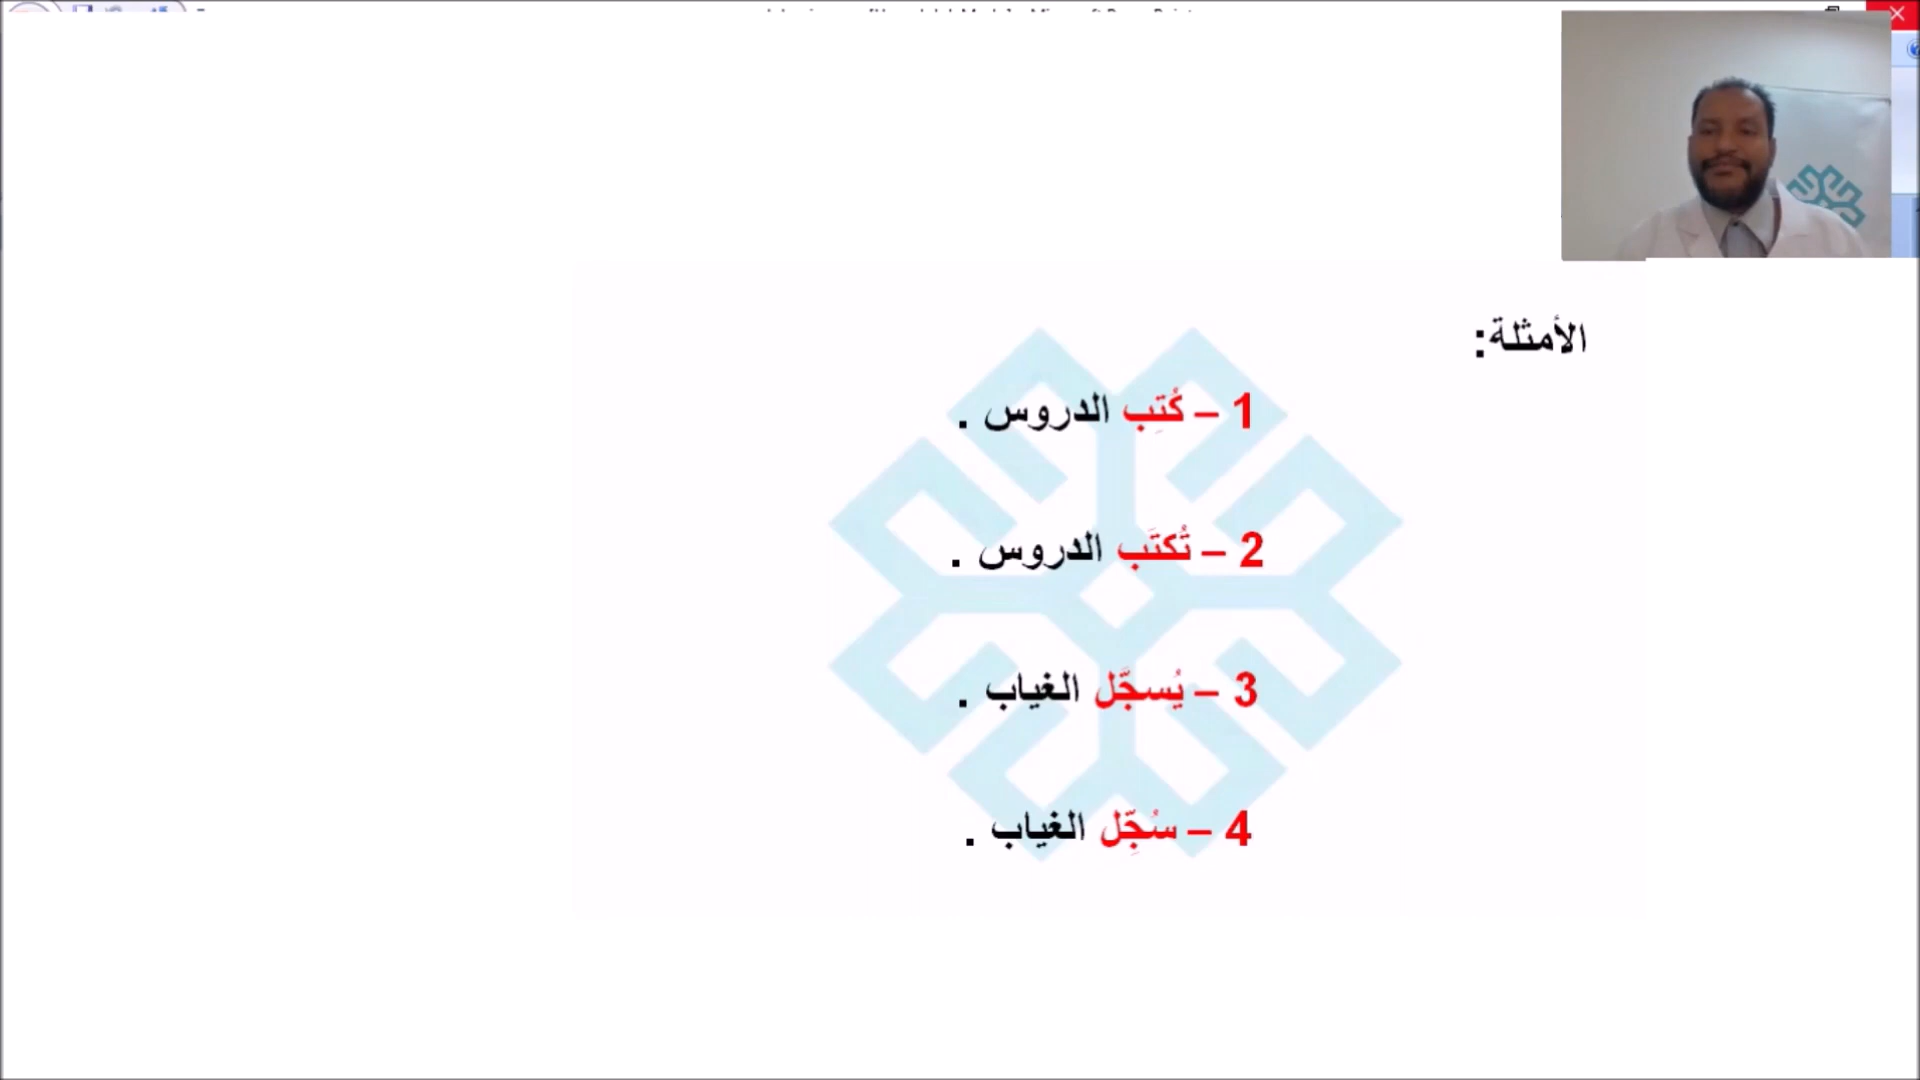 الأمثلة:
1 – كُتِب الدروس .
2 – تُكتَب الدروس .
3 – يُسجَّل الغياب .
4 – سُجِّل الغياب .